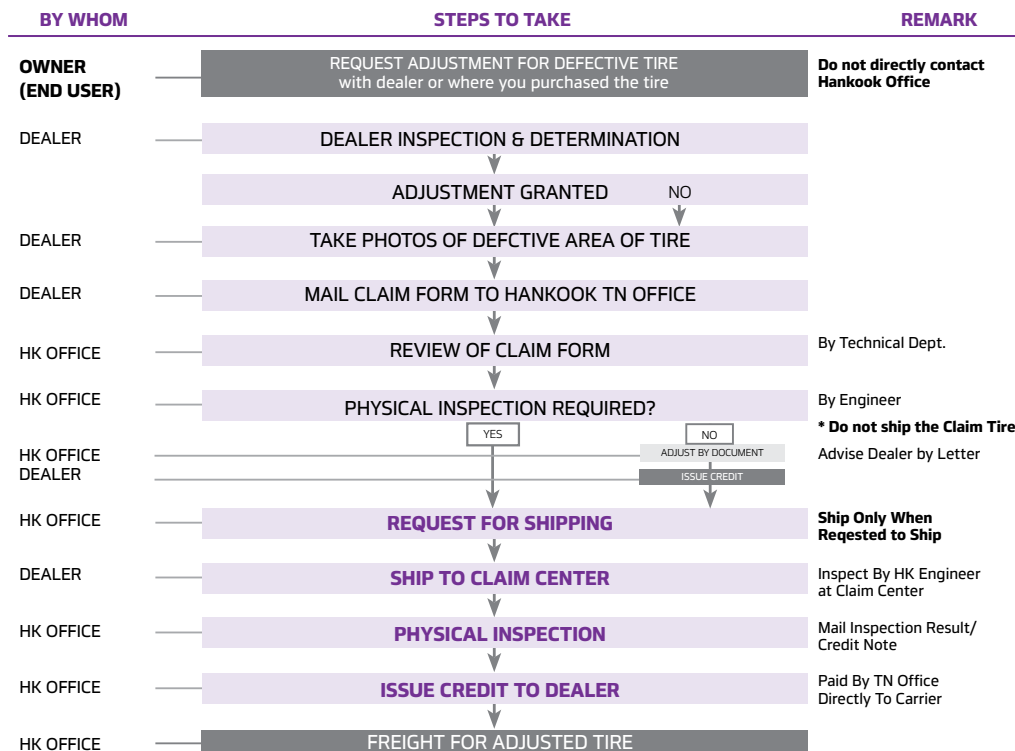 BY WHOM STEPS TO TAKE REMARK
OWNER
(END USER)
REQUEST ADJUSTMENT FOR DEFECTIVE TIRE
with dealer or where you purchased the tire
Do not directly contact
Hankook Office
DEALER DEALER INSPECTION & DETERMINATION
ADJUSTMENT GRANTED NO
DEALER TAKE PHOTOS OF DEFCTIVE AREA OF TIRE
DEALER MAIL CLAIM FORM TO HANKOOK TN OFFICE
HK OFFICE REVIEW OF CLAIM FORM By Technical Dept.
HK OFFICE PHYSICAL INSPECTION REQUIRED? By Engineer
YES NO * Do not ship the Claim Tire
HK OFFICE ADJUST BY DOCUMENT Advise Dealer by Letter
DEALER ISSUE CREDIT
HK OFFICE REQUEST FOR SHIPPING
Ship Only When
Reqested to Ship
DEALER SHIP TO CLAIM CENTER
Inspect By HK Engineer
at Claim Center
HK OFFICE PHYSICAL INSPECTION
Mail Inspection Result/
Credit Note
HK OFFICE ISSUE CREDIT TO DEALER
Paid By TN Office
Directly To Carrier
HK OFFICE FREIGHT FOR ADJUSTED TIRE